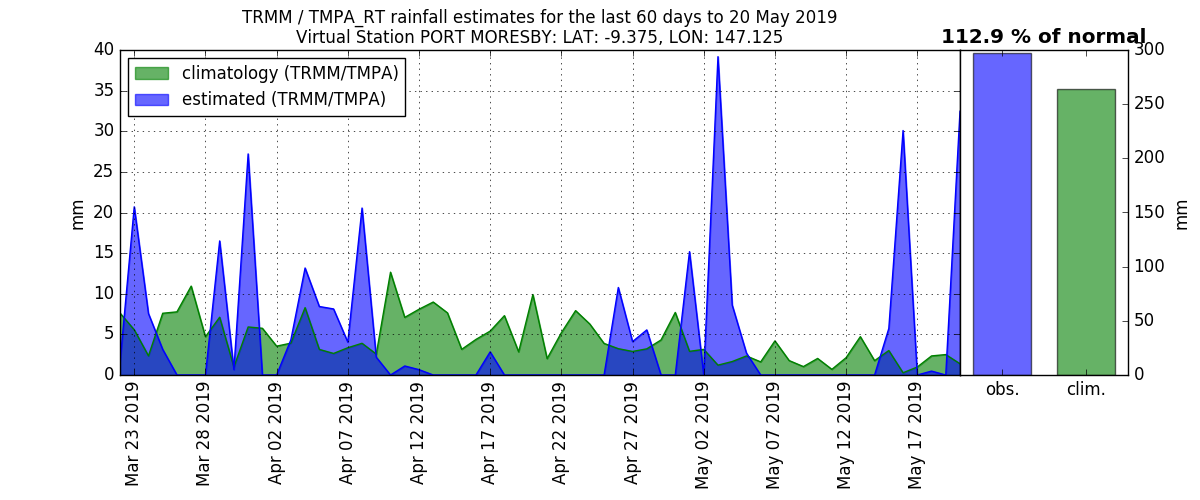 TRMM / TMPA_RT rainfall estimates for the last 60 days to 20 May 2019
Virtual Station PORT MORESBY: LAT: -9.375, LON: 147.125
112.9 % of normal
climatology (TRMM/TMPA)
estimated (TRMM/TMPA)
mm
40
35
30
25
20
15
10
5
0
Mar 23 2019
Mar 28 2019
Apr 02 2019
Apr 07 2019
Apr 12 2019
Apr 17 2019
Apr 22 2019
Apr 27 2019
May 02 2019
May 07 2019
May 12 2019
May 17 2019
obs.
clim.
300
250
200
150
100
50
0
mm